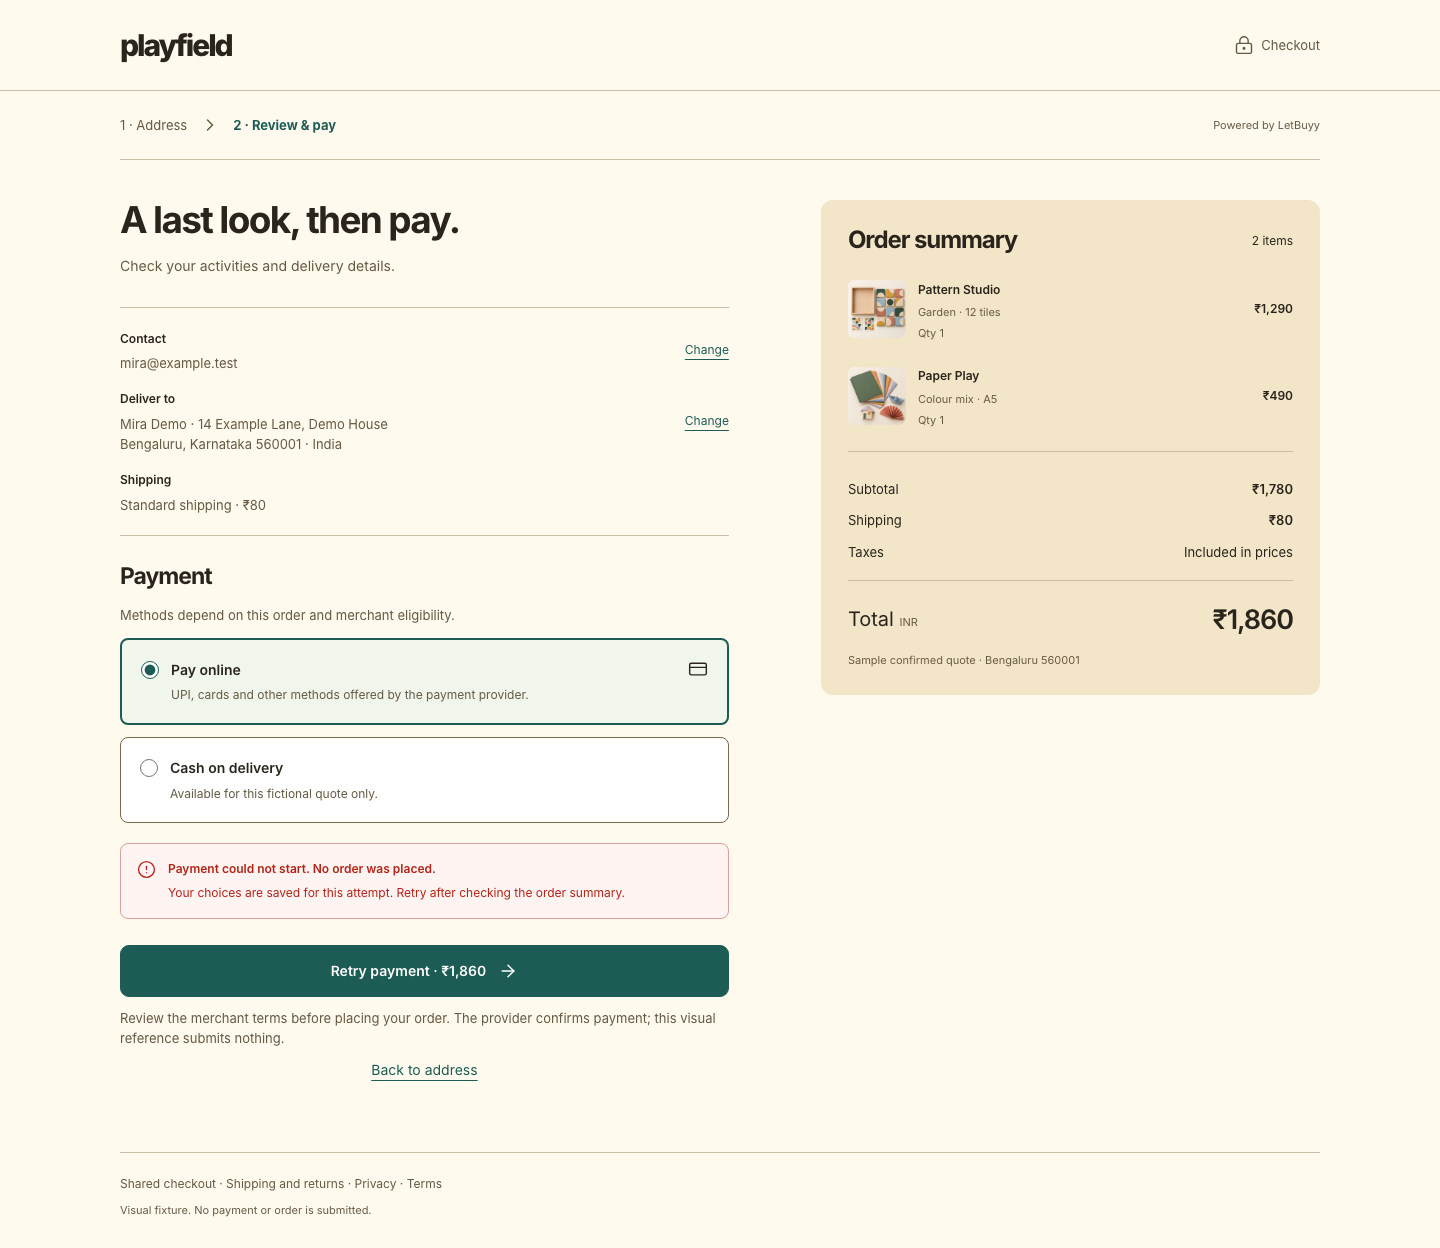 playfield
Checkout
1 · Address
2 · Review & pay
Powered by LetBuyy
A last look, then pay.
Check your activities and delivery details.
Contact
mira@example.test
Change
Deliver to
Mira Demo · 14 Example Lane, Demo House
Bengaluru, Karnataka 560001 · India
Change
Shipping
Standard shipping · ₹80
Payment
Methods depend on this order and merchant eligibility.
Pay online
UPI, cards and other methods offered by the payment provider.
Cash on delivery
Available for this fictional quote only.
Payment could not start. No order was placed.
Your choices are saved for this attempt. Retry after checking the order summary.
Retry payment · ₹1,860
Review the merchant terms before placing your order. The provider confirms payment; this visual
reference submits nothing.
Back to address
Order summary
2 items
Pattern Studio
Garden · 12 tiles
Qty 1
₹1,290
Paper Play
Colour mix · A5
Qty 1
₹490
Subtotal
₹1,780
Shipping
₹80
Taxes
Included in prices
Total INR
₹1,860
Sample confirmed quote · Bengaluru 560001
Shared checkout · Shipping and returns · Privacy · Terms
Visual fixture. No payment or order is submitted.